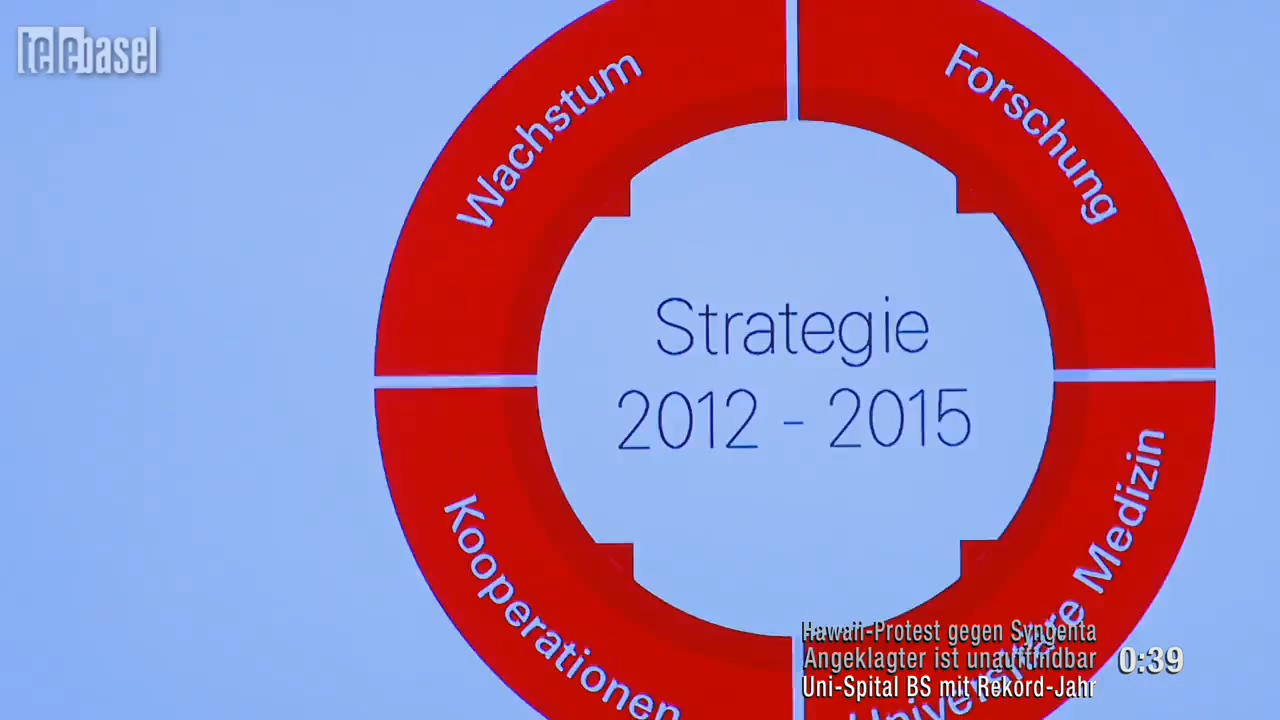 telebasel
Wachstum
Forschung
Strategie
2012 - 2015
Kooperationen
Universitäre Medizin
Hawaii-Protest gegen Syngenta
Angeklagter ist unauffindbar
Uni-Spital BS mit Rekord-Jahr
0:39